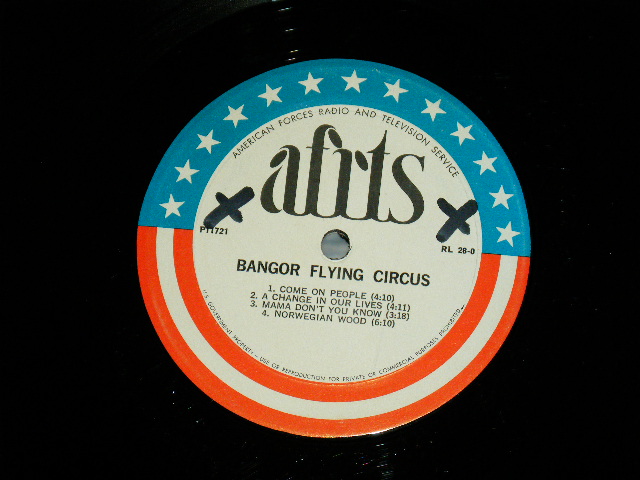 AMERICAN FORCES RADIO AND TELEVISION SERVICE
afrts
P11721
RL 28-0
BANGOR FLYING CIRCUS
1. COME ON PEOPLE (4:10)
2. A CHANGE IN OUR LIVES (4:11)
3. MAMA DON'T YOU KNOW (3:18)
4. NORWEGIAN WOOD (6:10)
U.S. GOVERNMENT PROPERTY - USE OF REPRODUCTION FOR PRIVATE OR COMMERCIAL PURPOSES PROHIBITED